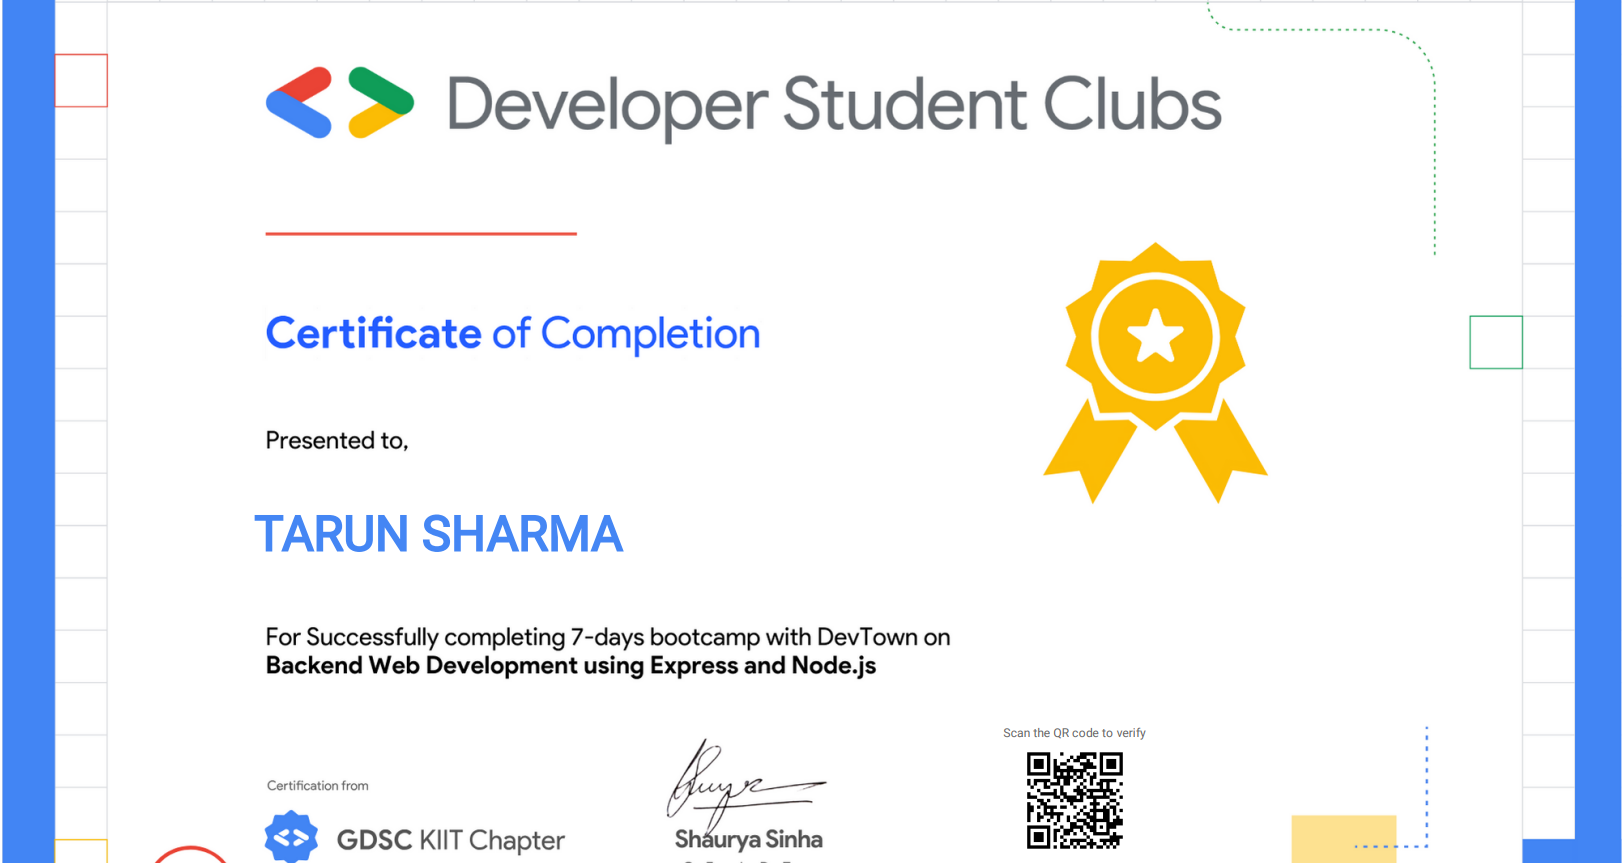 Developer Student Clubs
Certificate of Completion
Presented to,
TARUN SHARMA
For Successfully completing 7-days bootcamp with DevTown on
Backend Web Development using Express and Node.js
Scan the QR code to verify
Certification from
GDSC KIIT Chapter
Shaurya Sinha